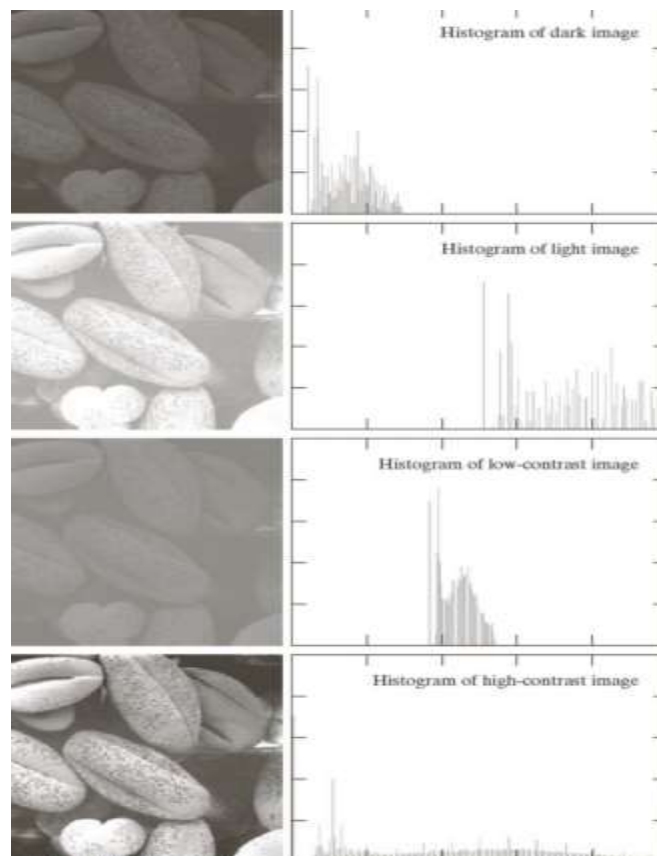 Histogram of dark image
Histogram of light image
Histogram of low-contrast image
Histogram of high-contrast image